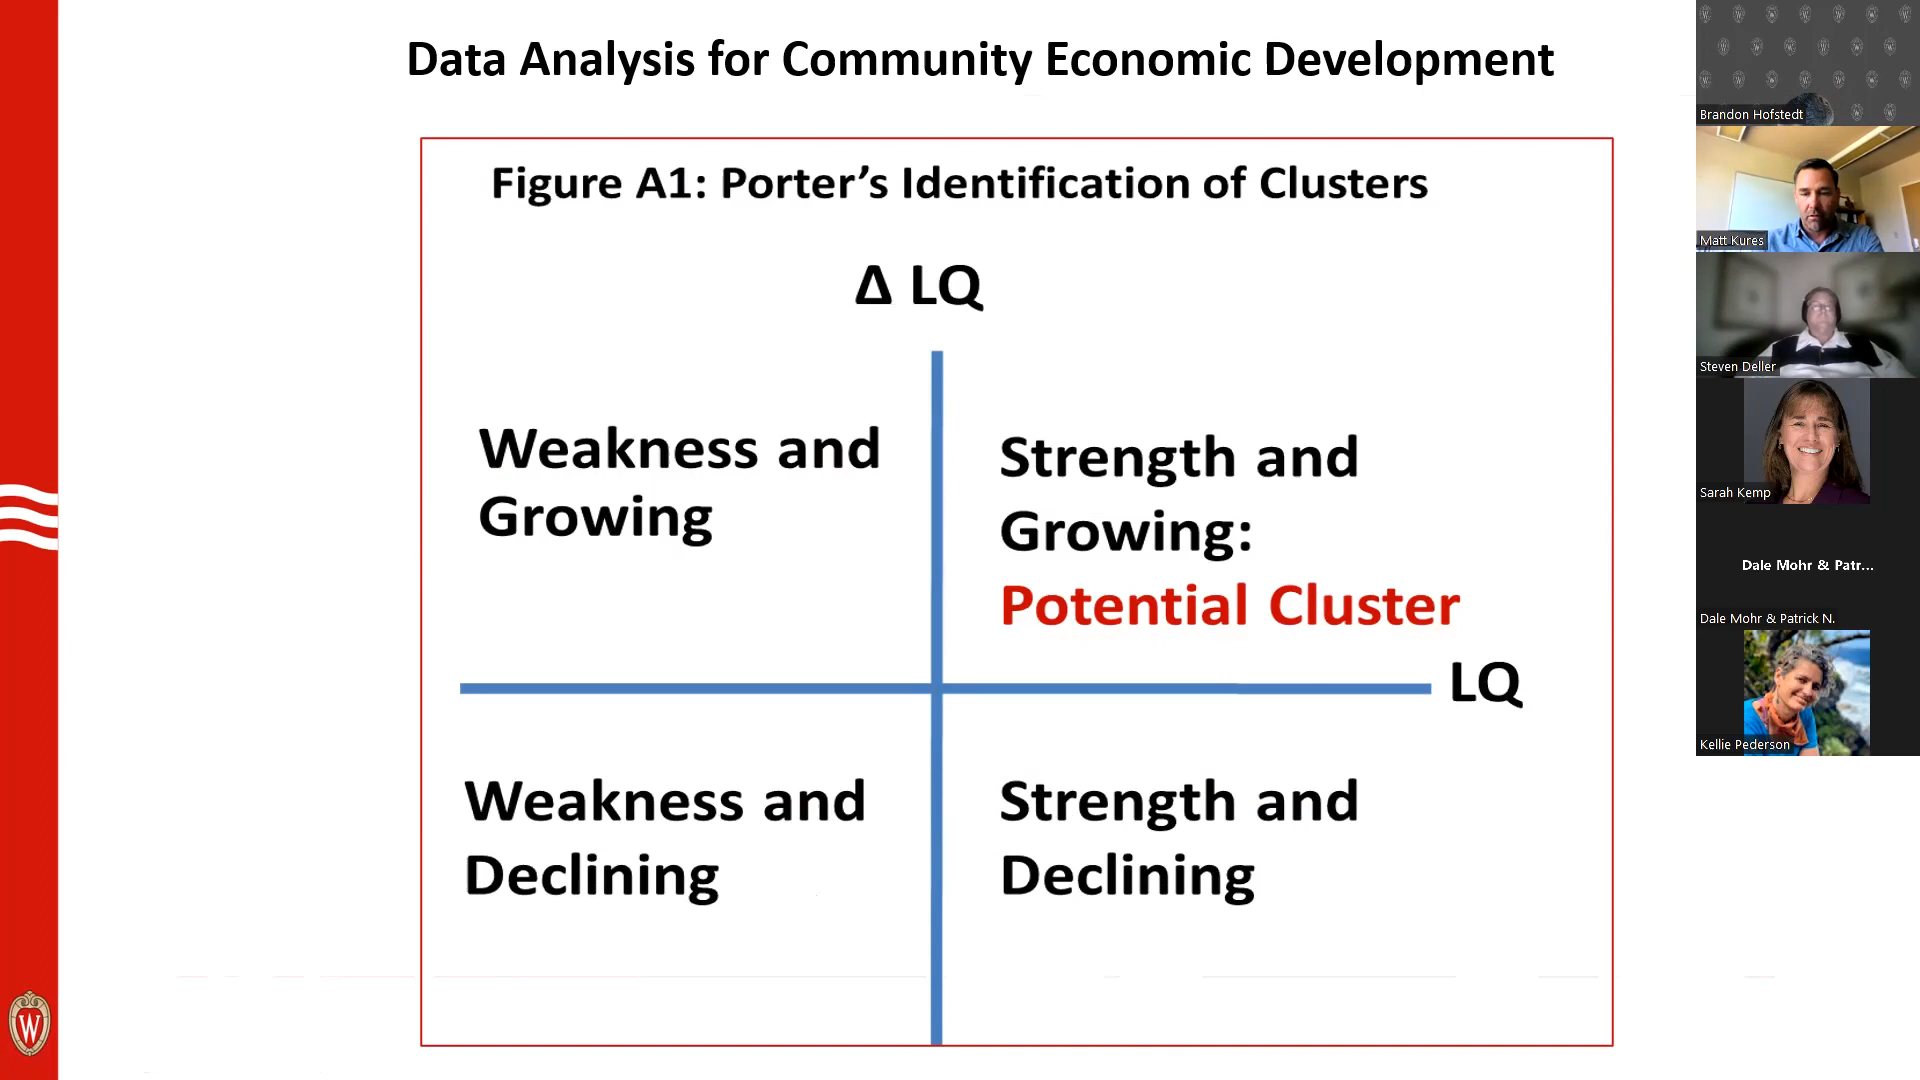 Data Analysis for Community Economic Development
Figure A1: Porter’s Identification of Clusters
Δ LQ
Weakness and
Growing
Strength and
Growing:
Potential Cluster
LQ
Weakness and
Declining
Strength and
Declining
W
Brandon Hofstedt
Matt Kures
Steven Deller
Sarah Kemp
Dale Mohr & Patr...
Dale Mohr & Patrick N.
Kellie Pederson